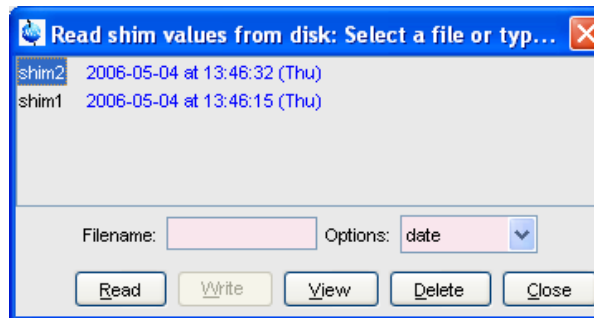 Read shim values from disk: Select a file or typ...
shim2 2006-05-04 at 13:46:32 (Thu)
shim1 2006-05-04 at 13:46:15 (Thu)
Filename: Options: date
Read Write View Delete Close